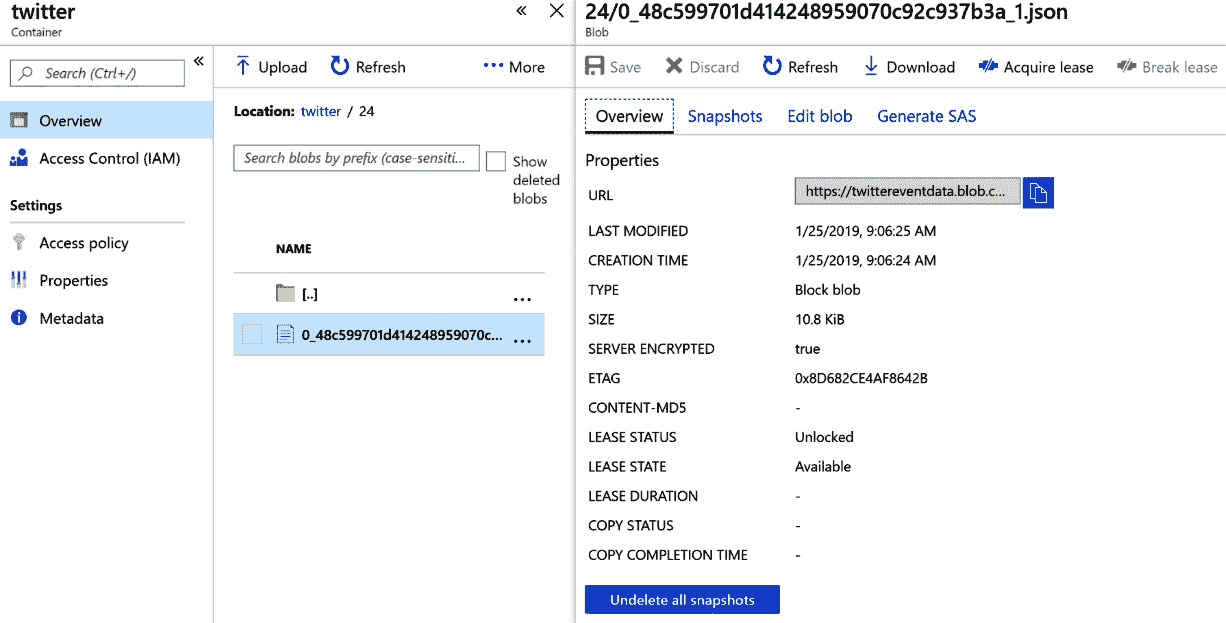 twitter
Container
Search (Ctrl+/)
Overview
Access Control (IAM)
Settings
Access policy
Properties
Metadata
Upload
Refresh
More
Location: twitter / 24
Search blobs by prefix (case-sensiti...
Show
deleted
blobs
NAME
[..]
...
0_48c599701d414248959070c...
...
24/0_48c599701d414248959070c92c937b3a_1.json
Blob
Save
Discard
Refresh
Download
Acquire lease
Break lease
Overview
Snapshots
Edit blob
Generate SAS
Properties
URL https://twittereventdata.blob.c...
LAST MODIFIED 1/25/2019, 9:06:25 AM
CREATION TIME 1/25/2019, 9:06:24 AM
TYPE Block blob
SIZE 10.8 KiB
SERVER ENCRYPTED true
ETAG 0x8D682CE4AF8642B
CONTENT-MD5 -
LEASE STATUS Unlocked
LEASE STATE Available
LEASE DURATION -
COPY STATUS -
COPY COMPLETION TIME -
Undelete all snapshots